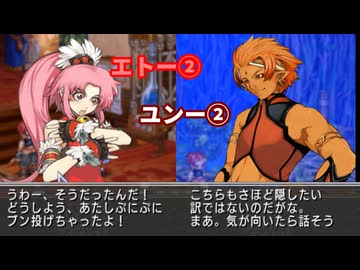 エトー②
ユンー②
うわー、そうだったんだ！
どうしよう、あたしぷにぷに
ブン投げちゃったよ！
こちらもさほど隠したい
訳ではないのだがな。
まあ。気が向いたら話そう